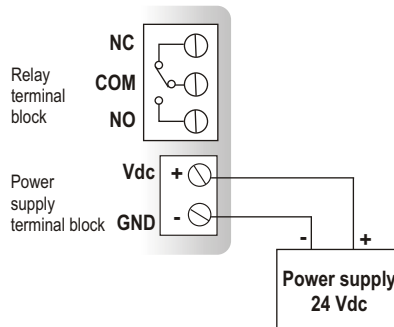 NC
Relay
terminal
block
COM
NO
Vdc +
Power
supply
terminal block
GND -
- +
Power supply
24 Vdc